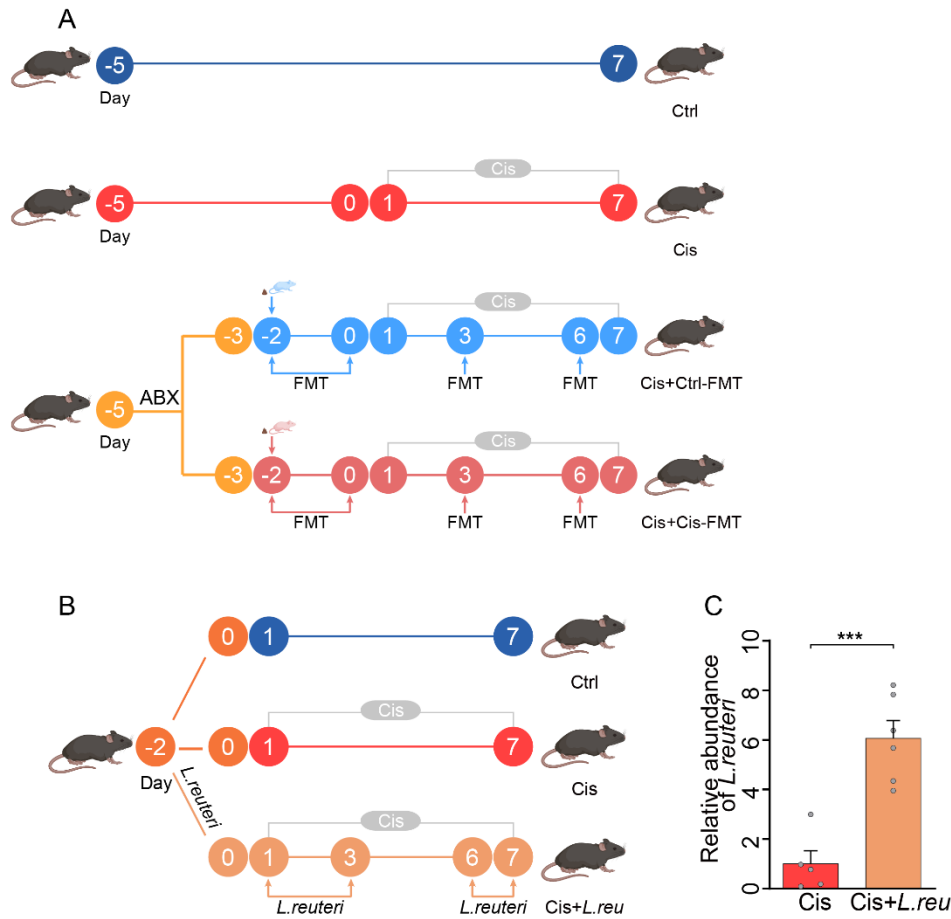 A
-5 7
Day
Ctrl
Cis
-5 0 1 7
Day
Cis
Cis
-3 -2 0 1 3 6 7
FMT FMT FMT
Cis+Ctrl-FMT
ABX
-5
Day
Cis
-3 -2 0 1 3 6 7
FMT FMT FMT
Cis+Cis-FMT
B
0 1 7
Ctrl
Cis
-2 0 1 7
Day
Cis
L.reuteri
Cis
0 1 3 6 7
L.reuteri L.reuteri
Cis+L.reu
C
***
Relative abundance
of L.reuteri
10
8
6
4
2
0
Cis Cis+L.reu